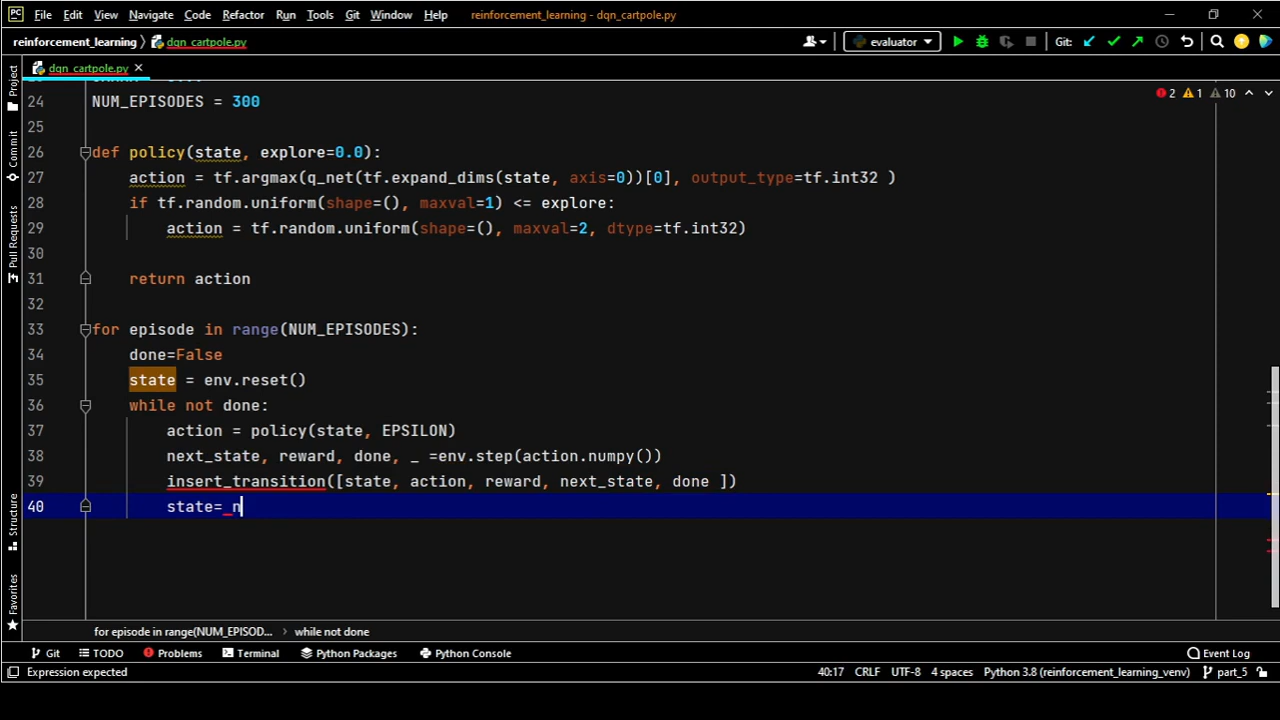 PC File Edit View Navigate Code Refactor Run Tools Git Window Help reinforcement_learning - dqn_cartpole.py
reinforcement_learning dqn_cartpole.py evaluator Git:
dqn_cartpole.py
2 1 10
24 NUM_EPISODES = 300
25
26 def policy(state, explore=0.0):
27 action = tf.argmax(q_net(tf.expand_dims(state, axis=0))[0], output_type=tf.int32 )
28 if tf.random.uniform(shape=(), maxval=1) <= explore:
29 action = tf.random.uniform(shape=(), maxval=2, dtype=tf.int32)
30
31 return action
32
33 for episode in range(NUM_EPISODES):
34 done=False
35 state = env.reset()
36 while not done:
37 action = policy(state, EPSILON)
38 next_state, reward, done, _ =env.step(action.numpy())
39 insert_transition([state, action, reward, next_state, done ])
40 state= n
Project
Commit
Pull Requests
Structure
Favorites
for episode in range(NUM_EPISOD... while not done
Git TODO Problems Terminal Python Packages Python Console Event Log
Expression expected 40:17 CRLF UTF-8 4 spaces Python 3.8 (reinforcement_learning_venv) part_5